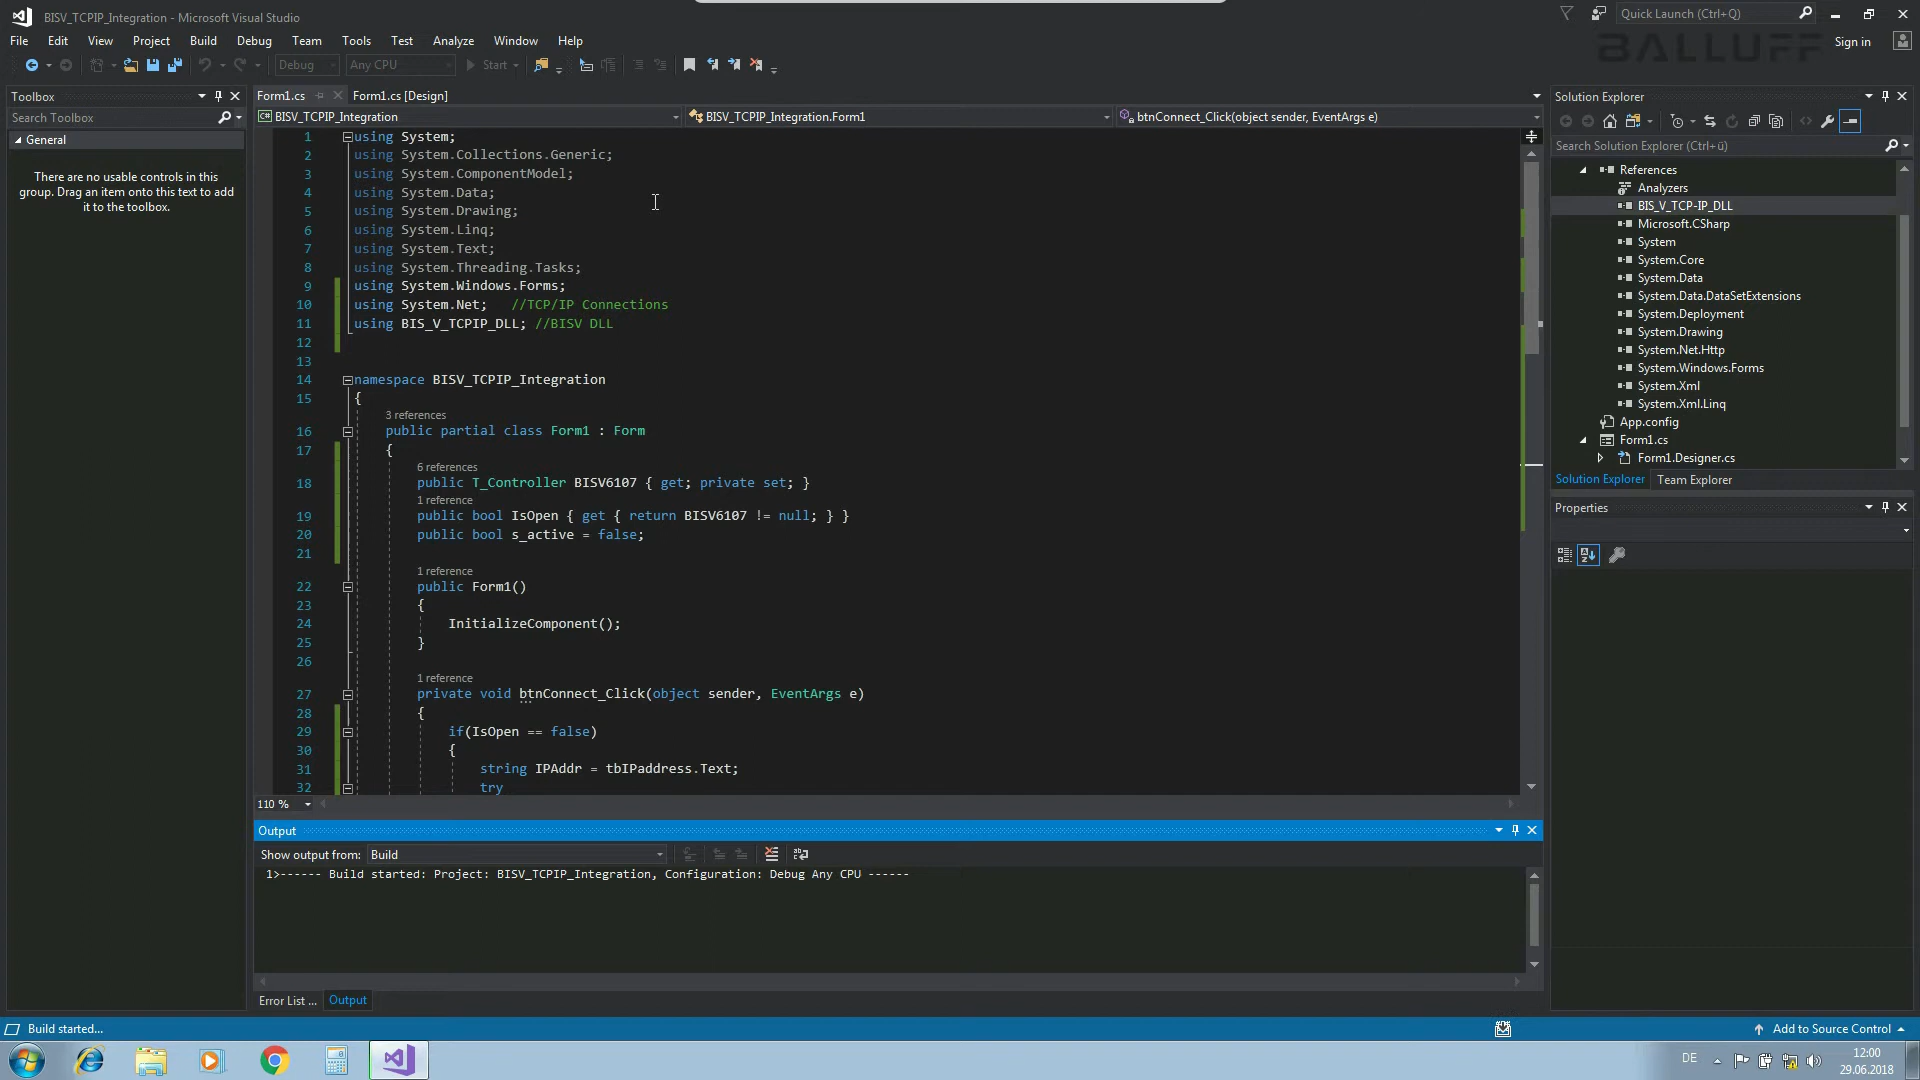 BISV_TCPIP_Integration - Microsoft Visual Studio
Quick Launch (Ctrl+Q)
File Edit View Project Build Debug Team Tools Test Analyze Window Help
BALLUFF
Sign in
Debug Any CPU Start
Toolbox
Search Toolbox
General
There are no usable controls in this
group. Drag an item onto this text to add
it to the toolbox.
Form1.cs Form1.cs [Design]
BISV_TCPIP_Integration BISV_TCPIP_Integration.Form1 btnConnect_Click(object sender, EventArgs e)
1 using System;
2 using System.Collections.Generic;
3 using System.ComponentModel;
4 using System.Data;
5 using System.Drawing;
6 using System.Linq;
7 using System.Text;
8 using System.Threading.Tasks;
9 using System.Windows.Forms;
10 using System.Net; //TCP/IP Connections
11 using BIS_V_TCPIP_DLL; //BISV DLL
12
13
14 namespace BISV_TCPIP_Integration
15 {
3 references
16 public partial class Form1 : Form
17 {
6 references
18 public T_Controller BISV6107 { get; private set; }
1 reference
19 public bool IsOpen { get { return BISV6107 != null; } }
20 public bool s_active = false;
21
1 reference
22 public Form1()
23 {
24 InitializeComponent();
25 }
26
1 reference
27 private void btnConnect_Click(object sender, EventArgs e)
28 {
29 if(IsOpen == false)
30 {
31 string IPAddr = tbIPaddress.Text;
32 try
110 %
Output
Show output from: Build
1>------ Build started: Project: BISV_TCPIP_Integration, Configuration: Debug Any CPU ------
Error List ... Output
Solution Explorer
Search Solution Explorer (Ctrl+ü)
References
Analyzers
BIS_V_TCP-IP_DLL
Microsoft.CSharp
System
System.Core
System.Data
System.Data.DataSetExtensions
System.Deployment
System.Drawing
System.Net.Http
System.Windows.Forms
System.Xml
System.Xml.Linq
App.config
Form1.cs
Form1.Designer.cs
Solution Explorer Team Explorer
Properties
Build started...
Add to Source Control
DE
12:00
29.06.2018